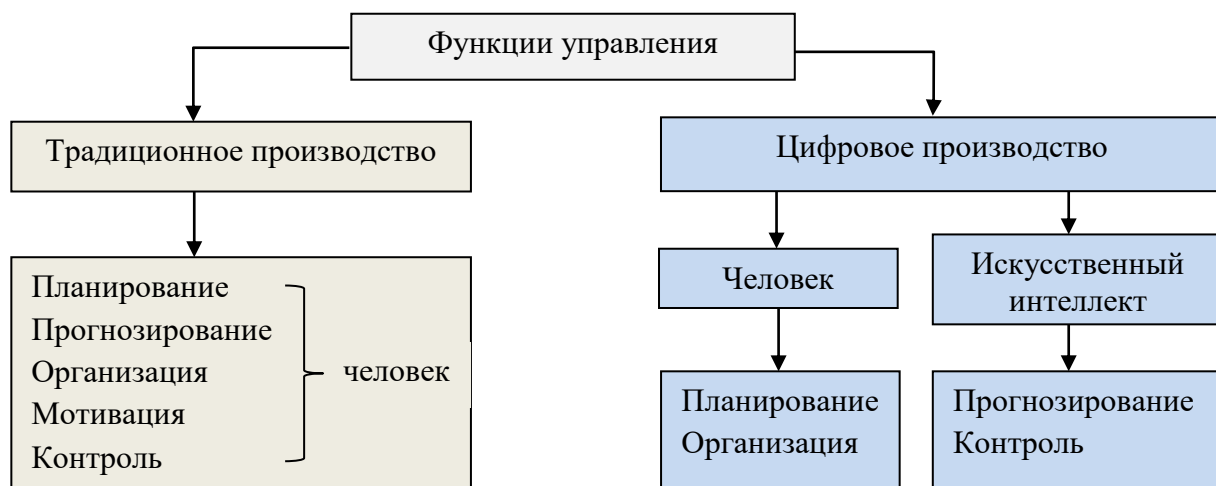 Функции управления
Традиционное производство
Цифровое производство
Планирование
Прогнозирование
Организация
Мотивация
Контроль
человек
Человек
Искусственный
интеллект
Планирование
Организация
Прогнозирование
Контроль